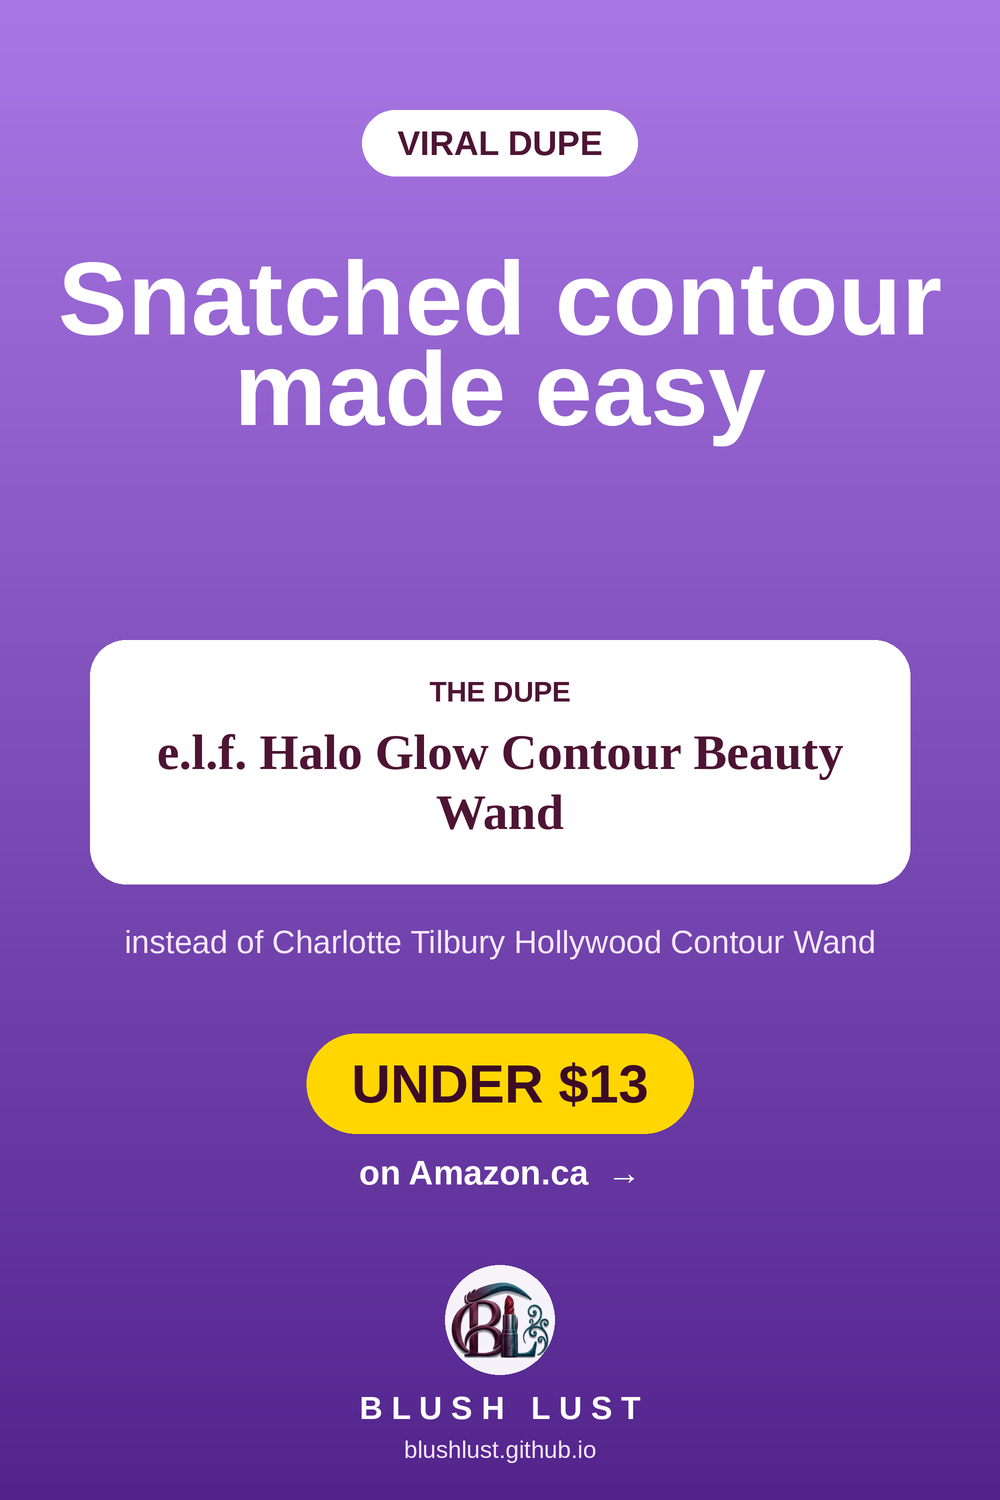 VIRAL DUPE
Snatched contour
made easy
THE DUPE
e.l.f. Halo Glow Contour Beauty
Wand
instead of Charlotte Tilbury Hollywood Contour Wand
UNDER $13
on Amazon.ca →
BL
BLUSH LUST
blushlust.github.io